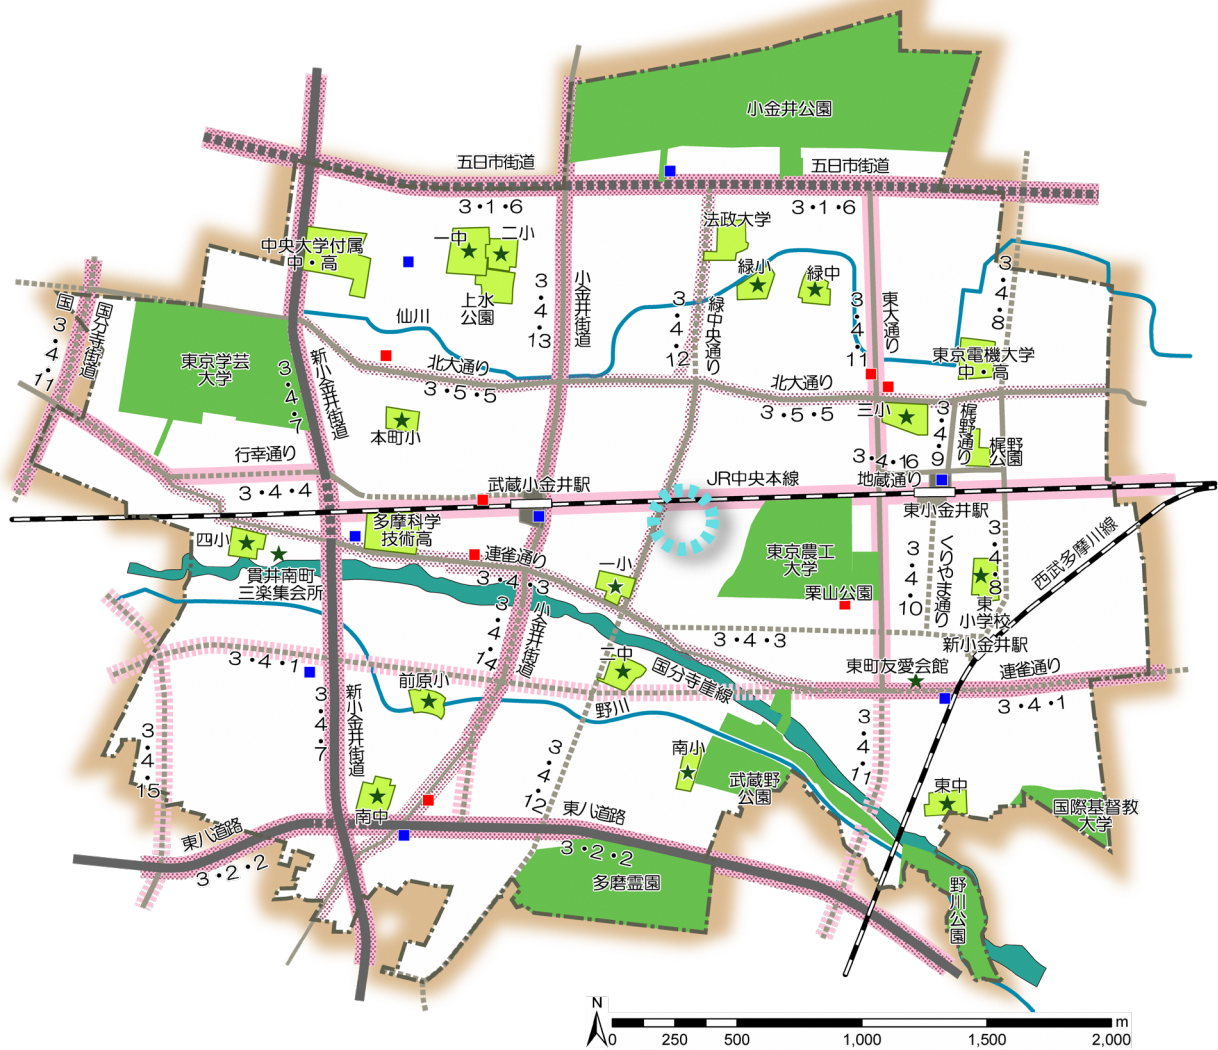 小金井公園
五日市街道
五日市街道
3・1・6
3・1・6
法政大学
中央大学付属
中・高
一中
二小
上水
公園
緑小
緑中
3・4・13
小金井街道
3・4・12
緑中央通り
3・4・11
東大通り
3・4・8
国
3・4・11
国分寺街道
仙川
東京学芸
大学
3・4・7
新小金井街道
北大通り
3・5・5
北大通り
3・5・5
東京電機大学
中・高
本町小
三小
3・4・9
梶野通り
梶野
公園
行幸通り
3・4・4
3・4・16
地蔵通り
武蔵小金井駅
JR中央本線
東小金井駅
四小
多摩科学
技術高
連雀通り
3・4・3
一小
東京農工
大学
栗山公園
貫井南町
三楽集会所
3・4・10
くりやま通り
3・4・8
東
小学校
西武多摩川線
3・4・14
小金井街道
3・4・3
新小金井駅
3・4・1
前原小
一中
国分寺崖線
東町友愛会館
連雀通り
3・4・1
野川
3・4・7
新小金井街道
3・4・15
3・4・12
南小
武蔵野
公園
3・4・11
南中
東中
国際基督教
大学
東八道路
3・2・2
東八道路
3・2・2
多磨霊園
野川公園
N
m
0
250
500
1,000
1,500
2,000